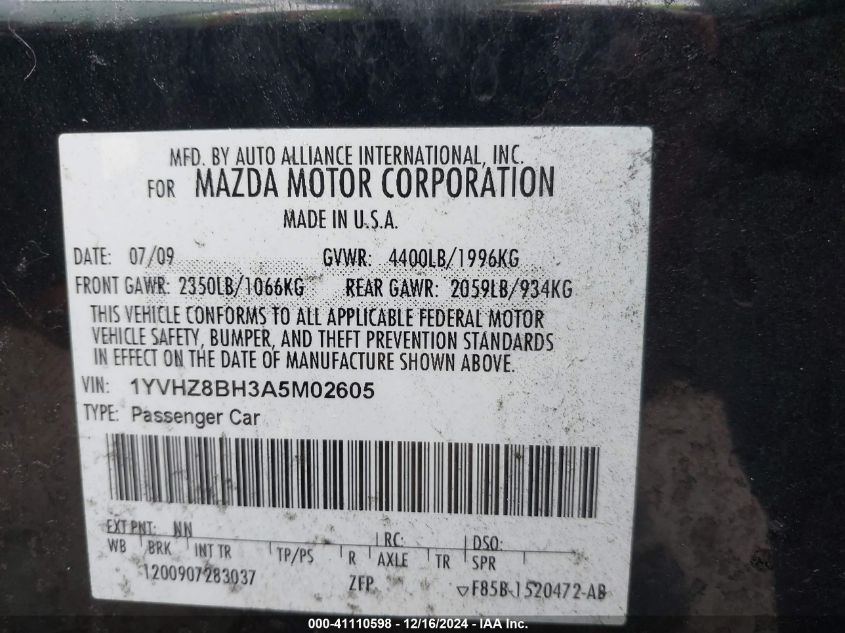 MFD. BY AUTO ALLIANCE INTERNATIONAL, INC.
FOR MAZDA MOTOR CORPORATION
MADE IN U.S.A.
DATE: 07/09 GVWR: 4400LB/1996KG
FRONT GAWR: 2350LB/1066KG REAR GAWR: 2059LB/934KG
THIS VEHICLE CONFORMS TO ALL APPLICABLE FEDERAL MOTOR
VEHICLE SAFETY, BUMPER, AND THEFT PREVENTION STANDARDS
IN EFFECT ON THE DATE OF MANUFACTURE SHOWN ABOVE.
VIN: 1YVHZ8BH3A5M02605
TYPE: Passenger Car
EXT PNT: NN RC: DSO:
WB BRK INT TR TP/PS R AXLE TR SPR
1200907283037 ZFP ▽F85B-1520472-AB
000-41110598 - 12/16/2024 - IAA Inc.